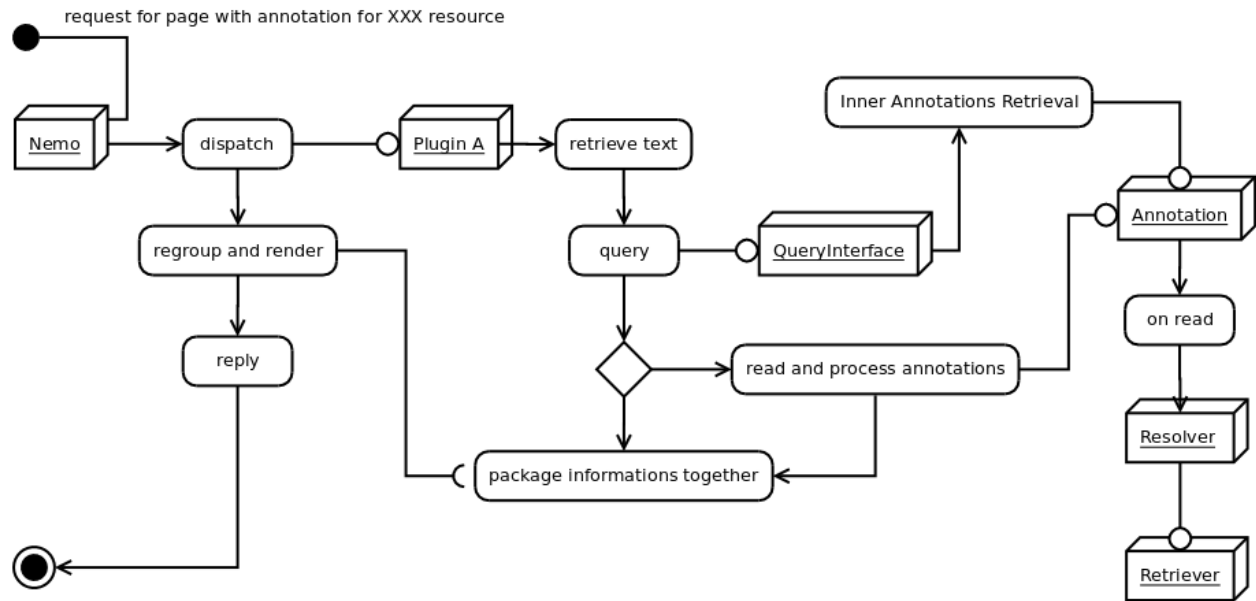 request for page with annotation for XXX resource
Inner Annotations Retrieval
Nemo
dispatch
Plugin A
retrieve text
Annotation
regroup and render
query
QueryInterface
on read
reply
read and process annotations
Resolver
package informations together
Retriever